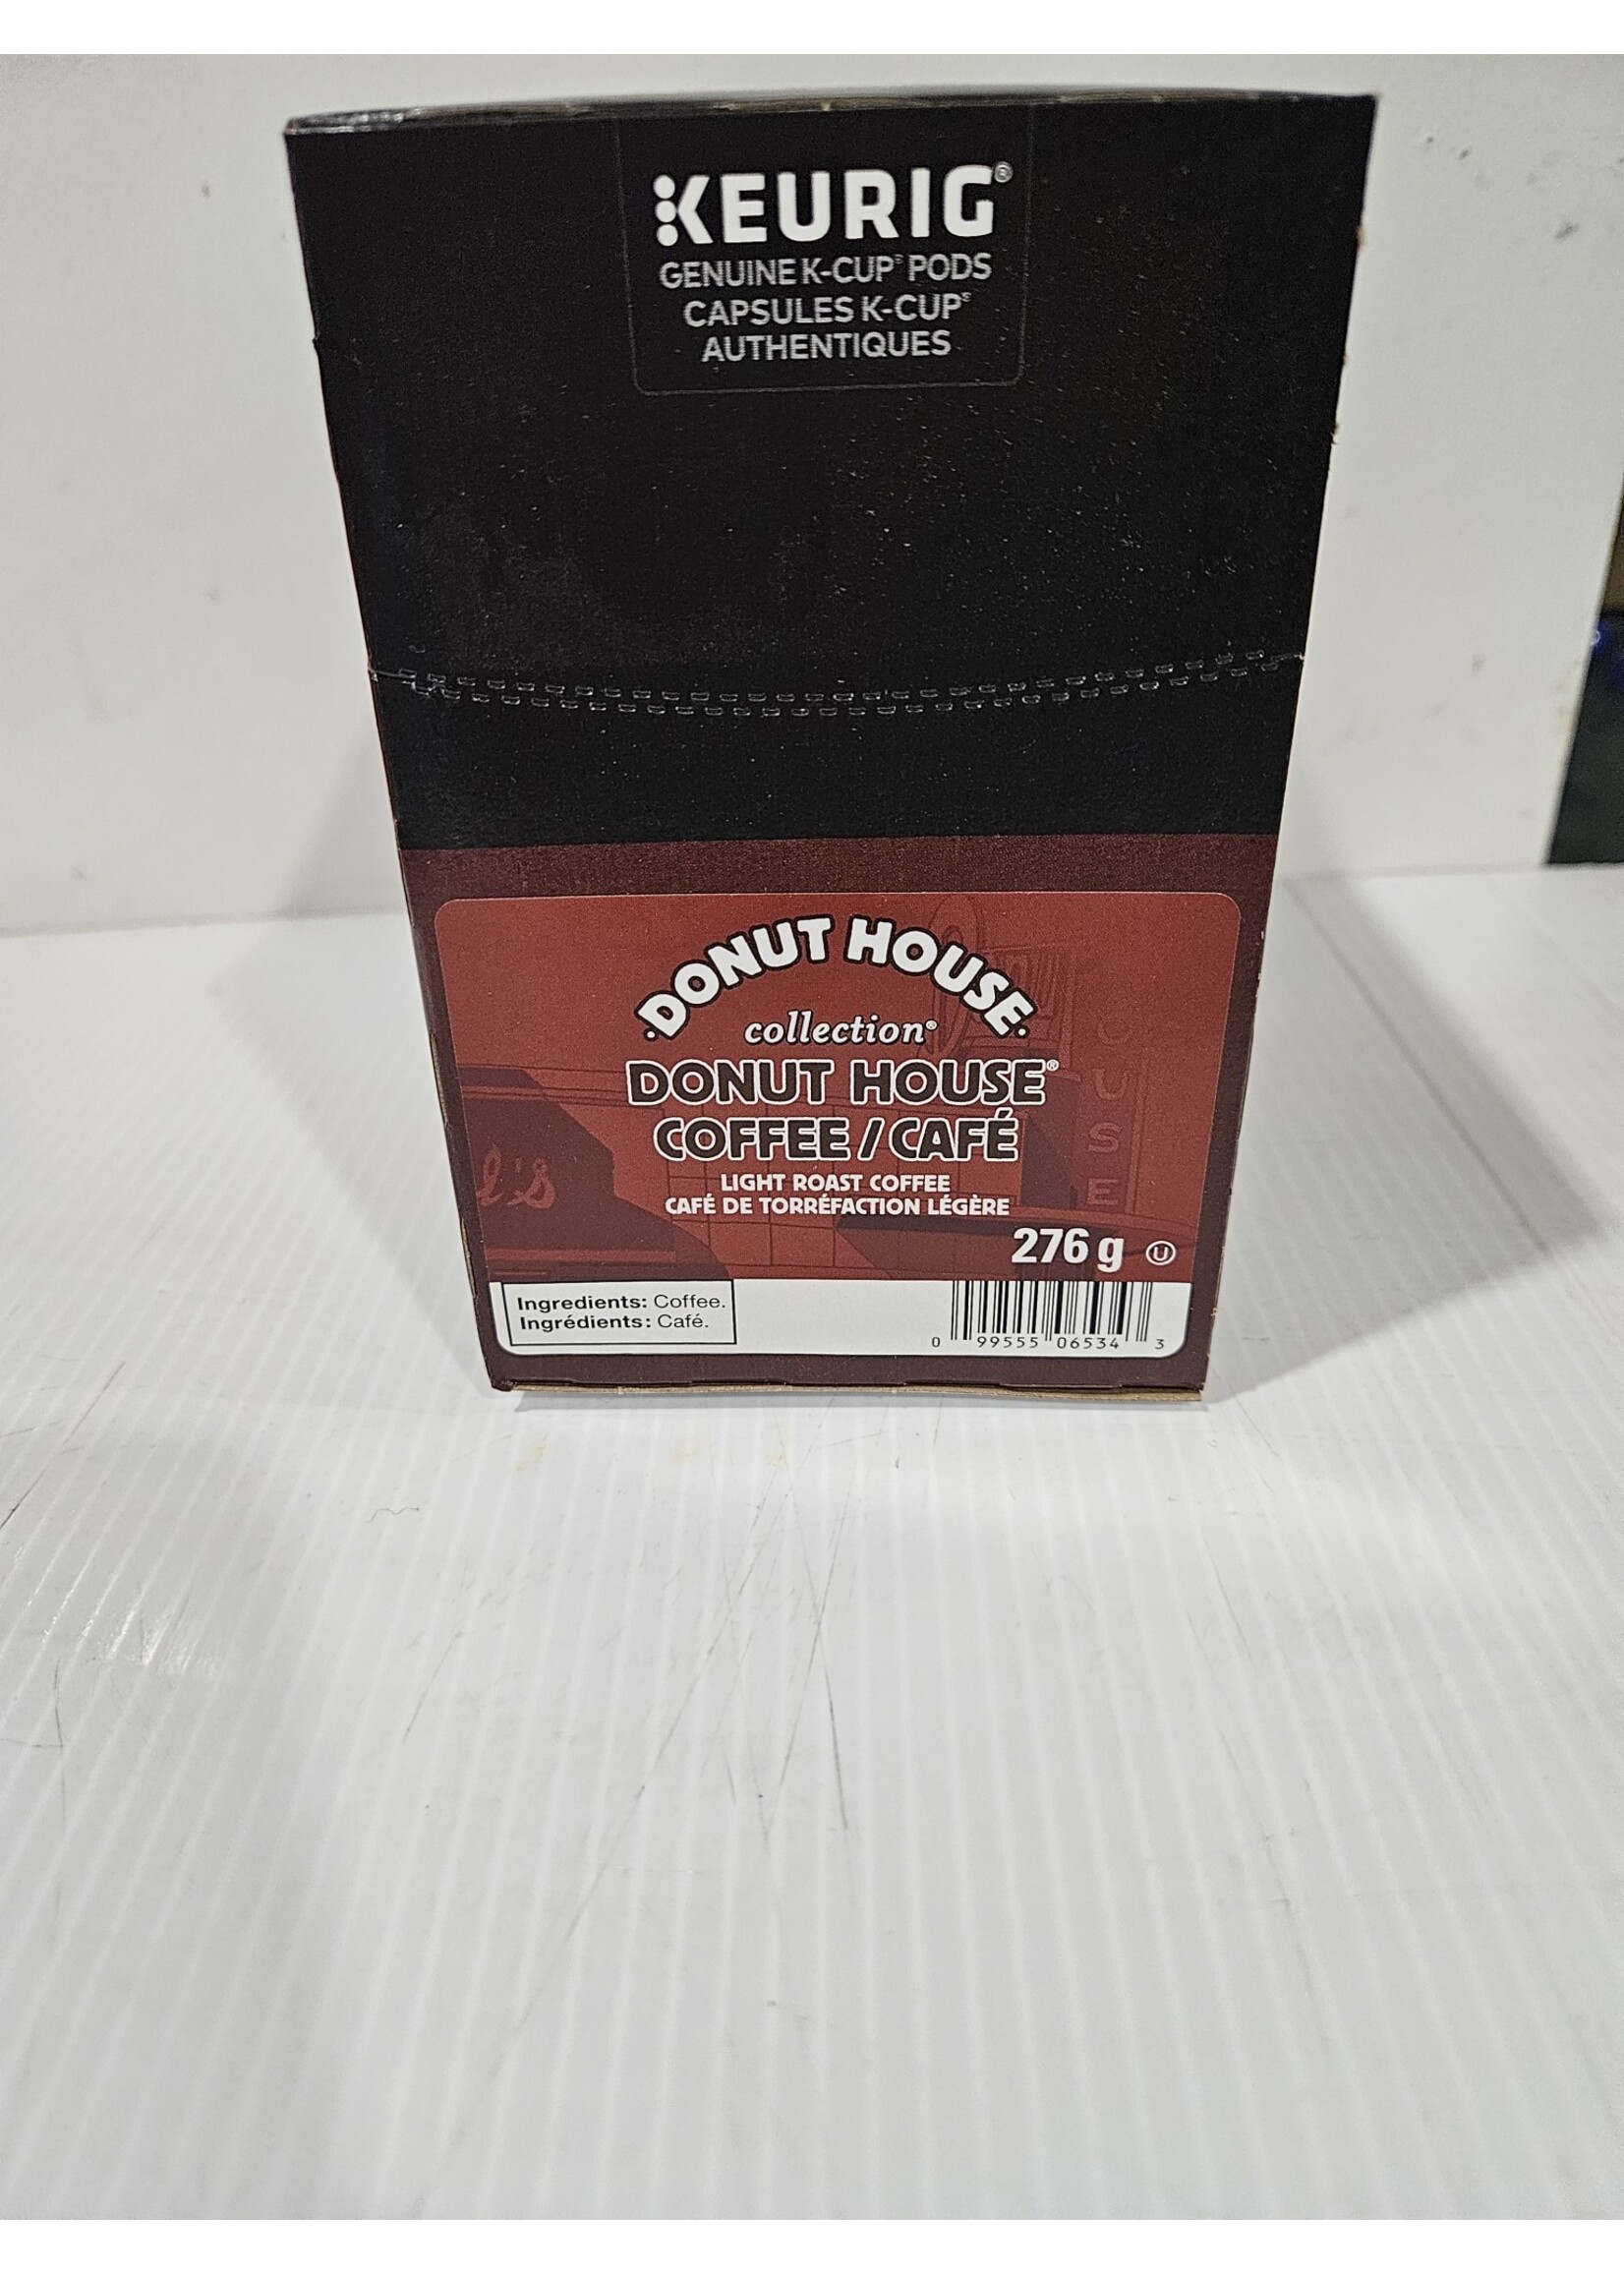 KEURIG®
GENUINE K-CUP® PODS
CAPSULES K-CUP®
AUTHENTIQUES
·DONUT HOUSE·
collection®
DONUT HOUSE®
COFFEE / CAFÉ
LIGHT ROAST COFFEE
CAFÉ DE TORRÉFACTION LÉGÈRE
276 g U
l's
U
S
E
Ingredients: Coffee.
Ingrédients: Café.
0 99555 06534 3